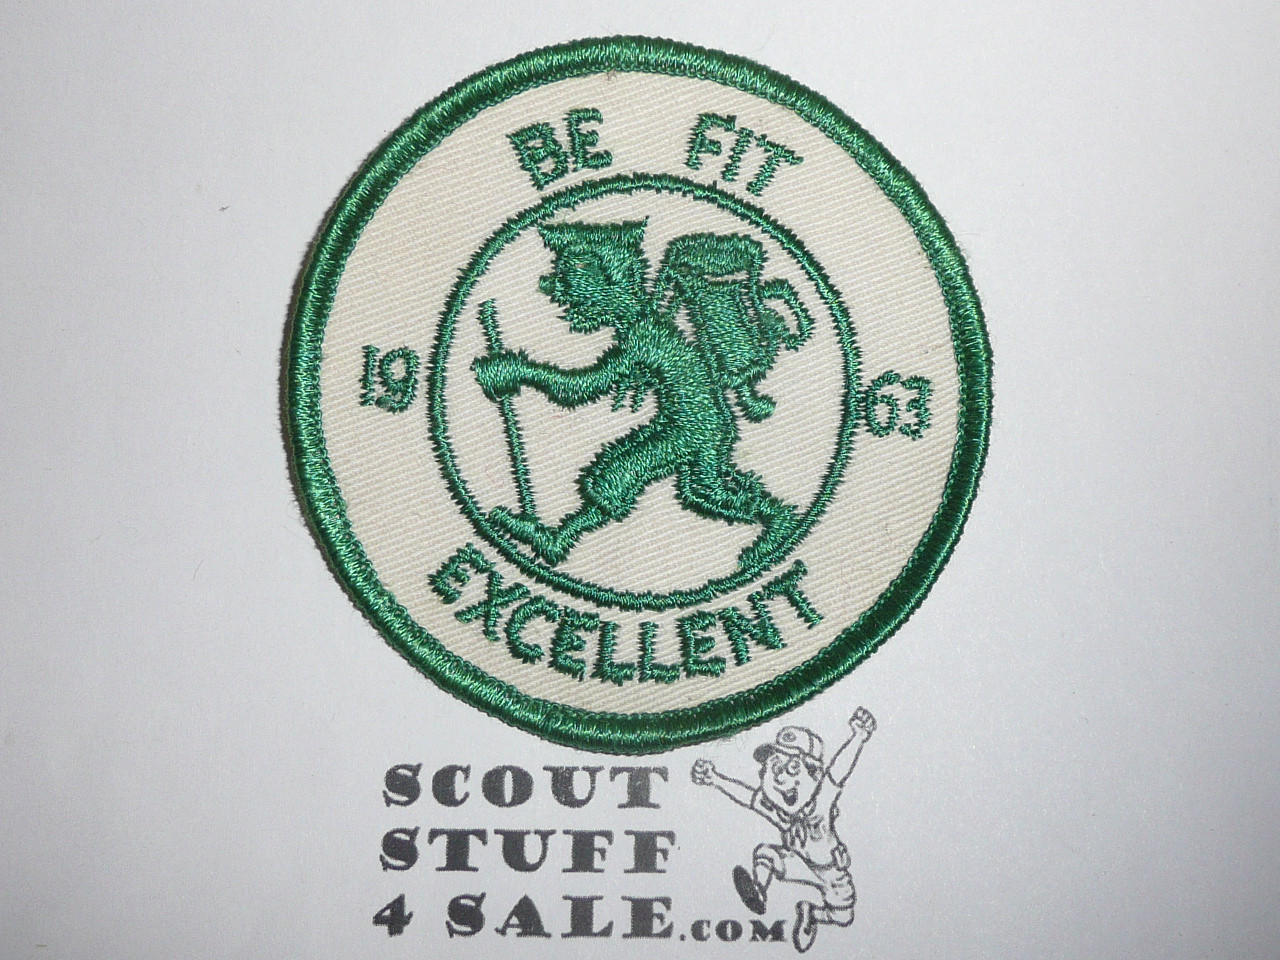 BE FIT
19 63
EXCELLENT
SCOUT
STUFF
4 SALE.COM